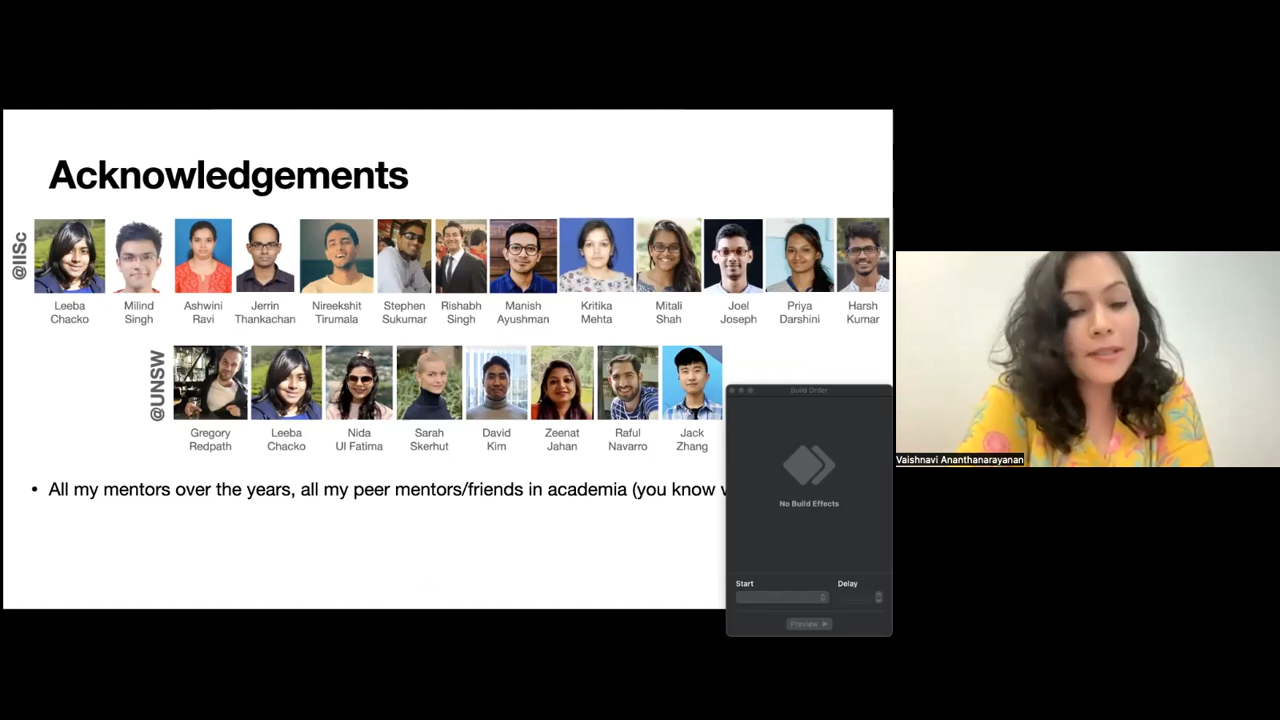 Acknowledgements
@IISc
Leeba Chacko
Milind Singh
Ashwini Ravi
Jerrin Thankachan
Nireekshit Tirumala
Stephen Sukumar
Rishabh Singh
Manish Ayushman
Kritika Mehta
Mitali Shah
Joel Joseph
Priya Darshini
Harsh Kumar
@UNSW
Gregory Redpath
Leeba Chacko
Nida Ul Fatima
Sarah Skerhut
David Kim
Zeenat Jahan
Raful Navarro
Jack Zhang
• All my mentors over the years, all my peer mentors/friends in academia (you know
Build Order
No Build Effects
Start
Delay
Preview
Vaishnavi Ananthanarayanan